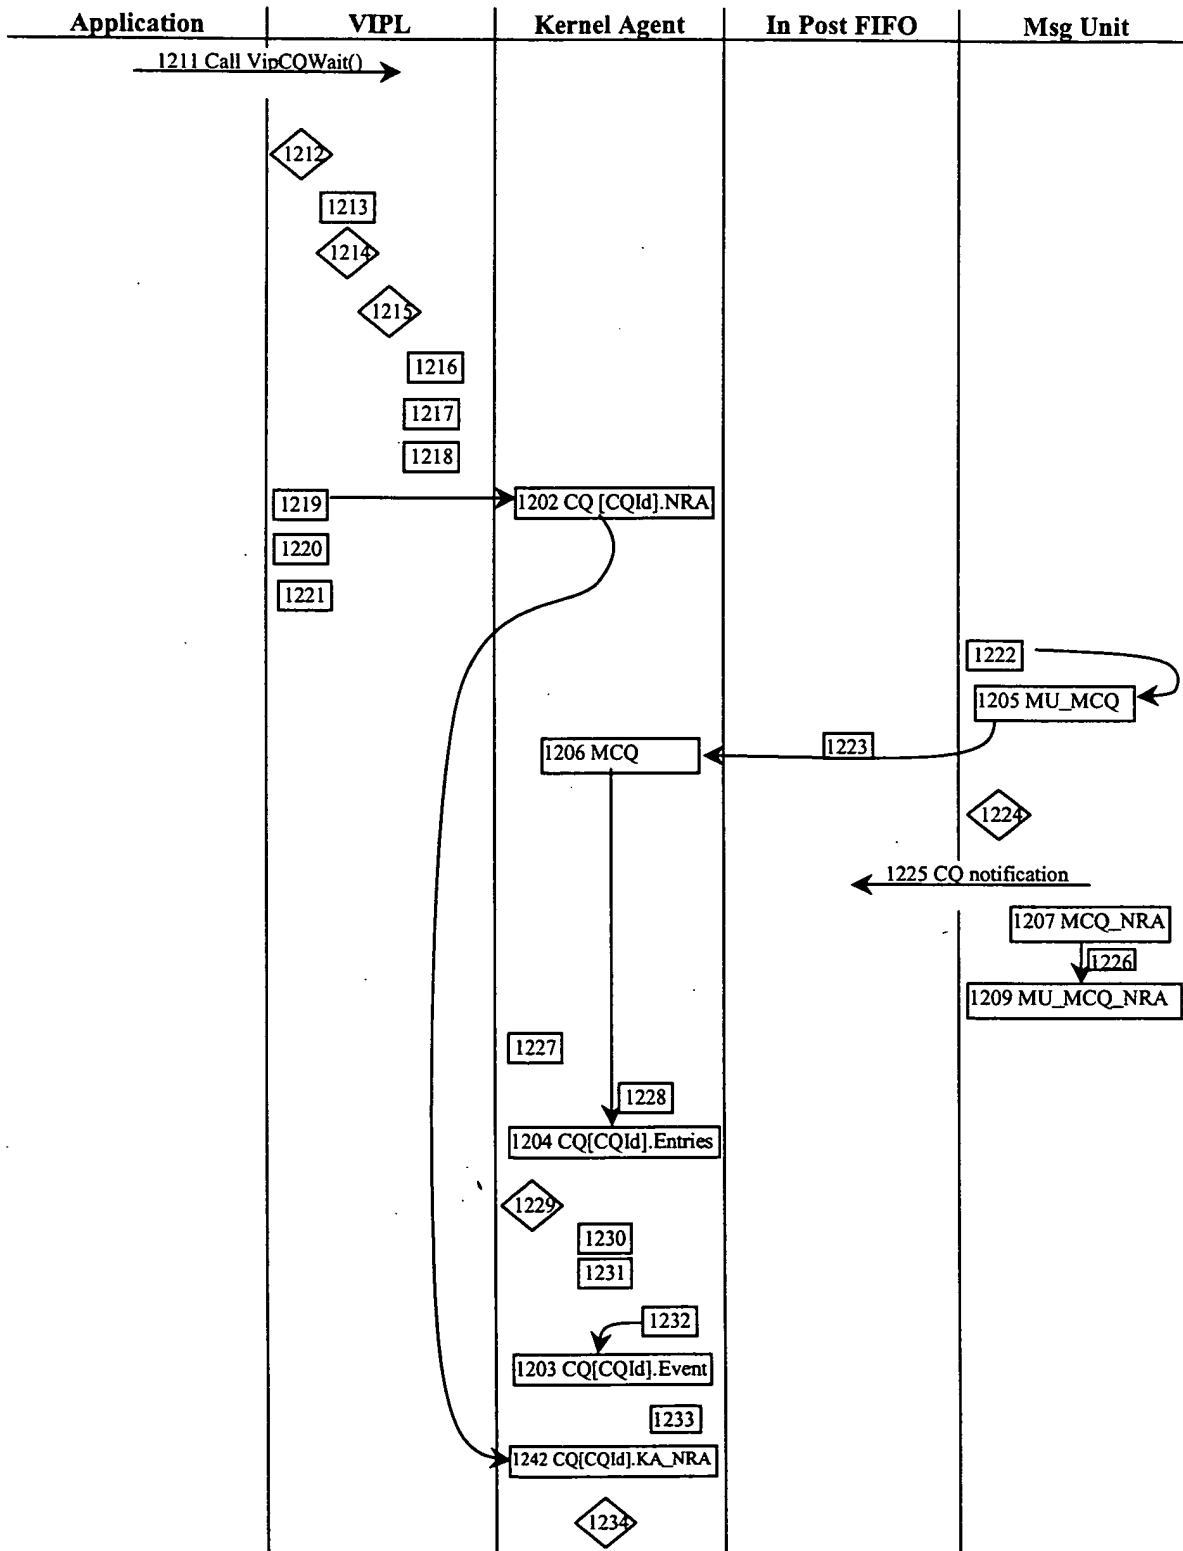 Application VIPL Kernel Agent In Post FIFO Msg Unit
1211 Call VipCQWait()
1212
1213
1214
1215
1216
1217
1218
1219
1202 CQ [CQId].NRA
1220
1221
1222
1205 MU_MCQ
1223
1206 MCQ
1224
1225 CQ notification
1207 MCQ_NRA
1226
1209 MU_MCQ_NRA
1227
1228
1204 CQ[CQId].Entries
1229
1230
1231
1232
1203 CQ[CQId].Event
1233
1242 CQ[CQId].KA_NRA
1234